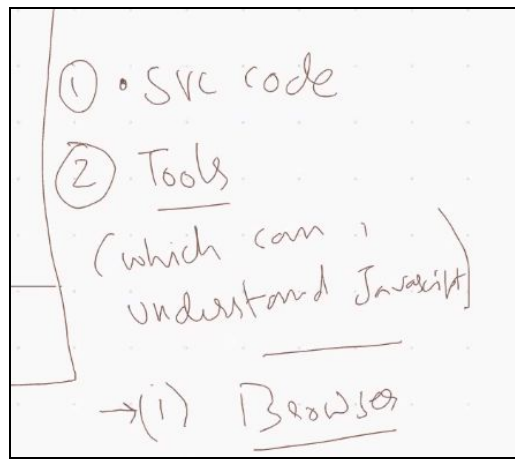 ① • Src code
② Tools
(which can ,
understand Javascript)
→(1) Browser